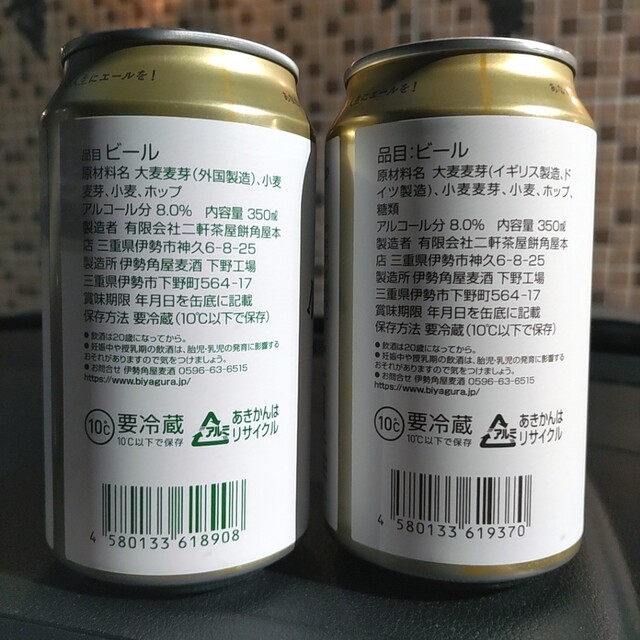 人生にエールを!
品目 ビール
原材料名 大麦麦芽(外国製造)、小麦
麦芽、小麦、ホップ
アルコール分 8.0% 内容量 350㎖
製造者 有限会社二軒茶屋餅角屋本
店 三重県伊勢市神久6-8-25
製造所 伊勢角屋麦酒 下野工場
三重県伊勢市下野町564-17
賞味期限 年月日を缶底に記載
保存方法 要冷蔵(10℃以下で保存)
●飲酒は20歳になってから。
●妊娠中や授乳期の飲酒は、胎児・乳児の発育に影響する
おそれがありますので気をつけましょう。
●お問合せ 伊勢角屋麦酒 0596-63-6515
https://www.biyagura.jp/
10℃ 要冷蔵
10℃以下で保存
アルミ
あきかんは
リサイクル
4 580133 618908
人生にエールを!
品目:ビール
原材料名 大麦麦芽(イギリス製造、ド
イツ製造)、小麦麦芽、小麦、ホップ、
糖類
アルコール分 8.0% 内容量 350㎖
製造者 有限会社二軒茶屋餅角屋本
店 三重県伊勢市神久6-8-25
製造所 伊勢角屋麦酒 下野工場
三重県伊勢市下野町564-17
賞味期限 年月日を缶底に記載
保存方法 要冷蔵(10℃以下で保存)
●飲酒は20歳になってから。
●妊娠中や授乳期の飲酒は、胎児・乳児の発育に影響する
おそれがありますので気をつけましょう。
●お問合せ 伊勢角屋麦酒 0596-63-6515
https://www.biyagura.jp/
10℃ 要冷蔵
10℃以下で保存
アルミ
あきかんは
リサイクル
4 580133 619370